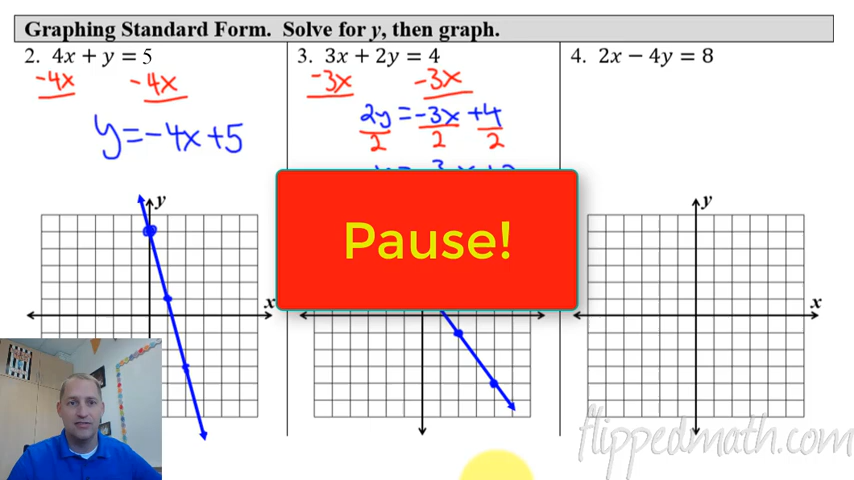 Graphing Standard Form. Solve for y, then graph.
2. 4x + y = 5
-4x -4x
y = -4x + 5
3. 3x + 2y = 4
-3x -3x
2y = -3x + 4
2 2 2
4. 2x − 4y = 8
Pause!
y
x
y
x
flippedmath.com